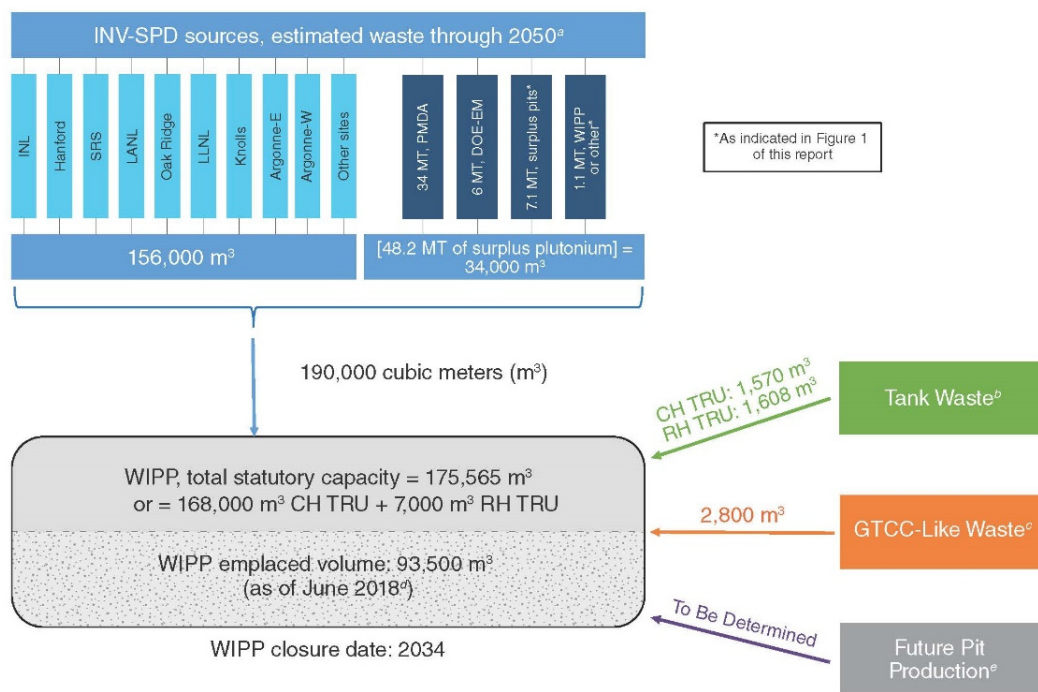 INV-SPD sources, estimated waste through 2050ᵃ
INL
Hanford
SRS
LANL
Oak Ridge
LLNL
Knolls
Argonne-E
Argonne-W
Other sites
34 MT, PMDA
6 MT, DOE-EM
7.1 MT, surplus pits*
1.1 MT, WIPP
or other*
*As indicated in Figure 1
of this report
156,000 m³
[48.2 MT of surplus plutonium] =
34,000 m³
190,000 cubic meters (m³)
CH TRU: 1,570 m³
RH TRU: 1,608 m³
Tank Wasteᵇ
WIPP, total statutory capacity = 175,565 m³
or = 168,000 m³ CH TRU + 7,000 m³ RH TRU
2,800 m³
GTCC-Like Wasteᶜ
WIPP emplaced volume: 93,500 m³
(as of June 2018ᵈ)
To Be Determined
Future Pit
Productionᵉ
WIPP closure date: 2034